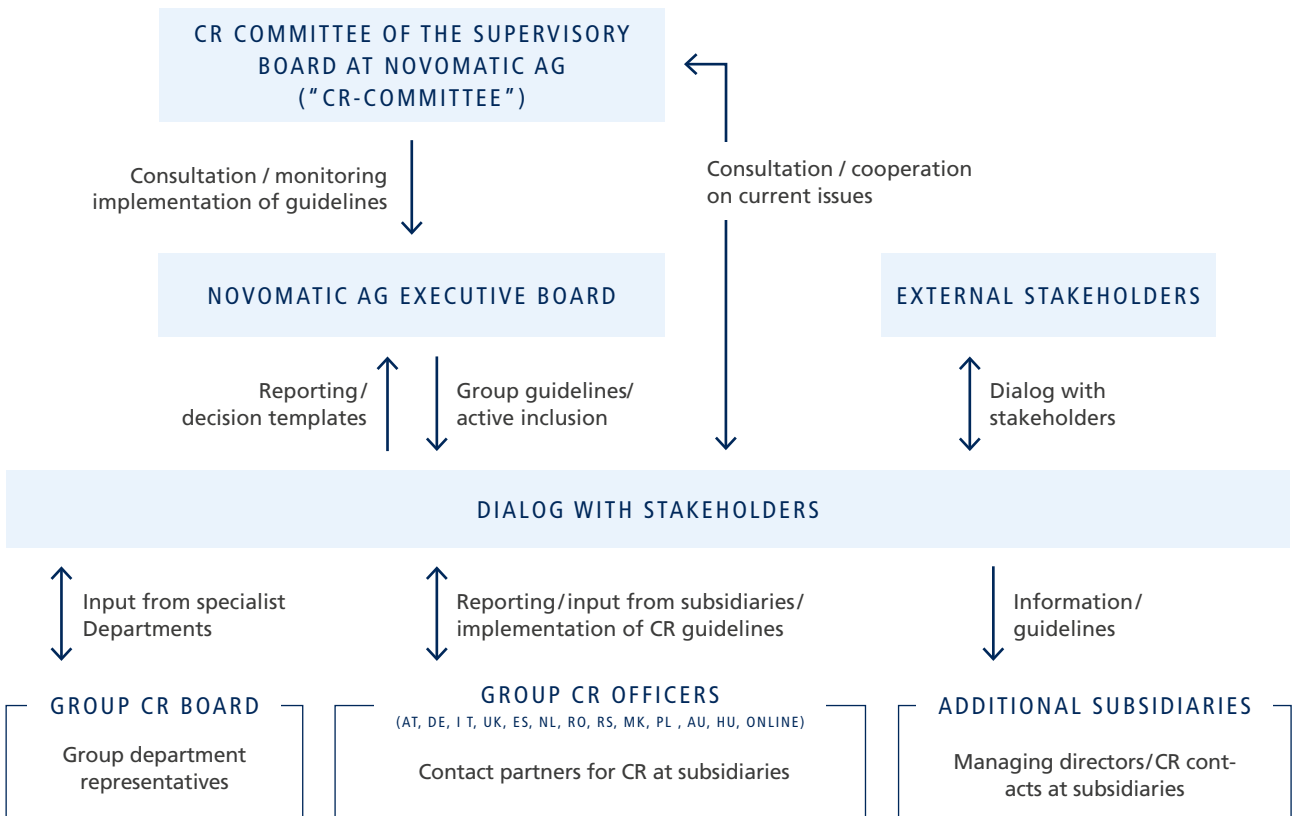 CR COMMITTEE OF THE SUPERVISORY
BOARD AT NOVOMATIC AG
(“CR-COMMITTEE”)
Consultation / monitoring
implementation of guidelines
Consultation / cooperation
on current issues
NOVOMATIC AG EXECUTIVE BOARD
EXTERNAL STAKEHOLDERS
Reporting/
decision templates
Group guidelines/
active inclusion
Dialog with
stakeholders
DIALOG WITH STAKEHOLDERS
Input from specialist
Departments
Reporting/input from subsidiaries/
implementation of CR guidelines
Information/
guidelines
GROUP CR BOARD
Group department
representatives
GROUP CR OFFICERS
(AT, DE, I T, UK, ES, NL, RO, RS, MK, PL , AU, HU, ONLINE)
Contact partners for CR at subsidiaries
ADDITIONAL SUBSIDIARIES
Managing directors/CR cont-
acts at subsidiaries